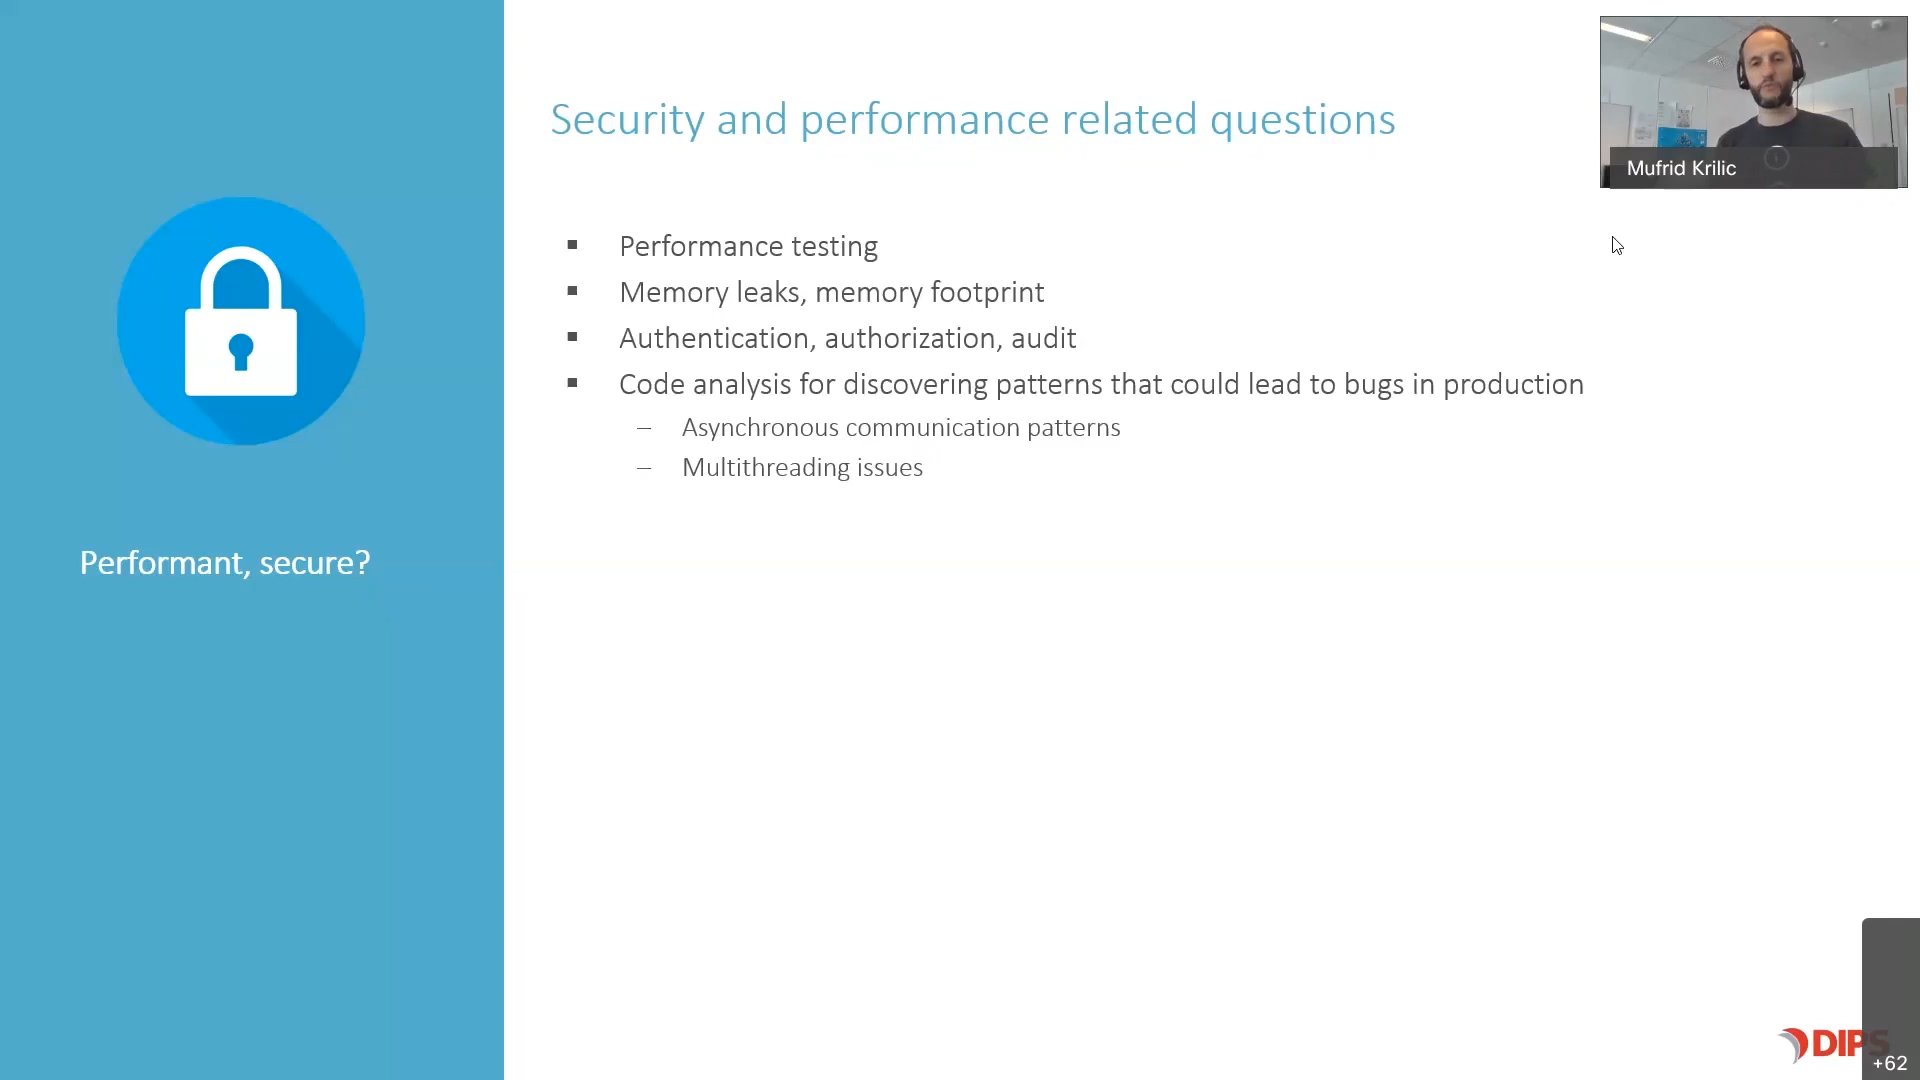 Security and performance related questions
Mufrid Krilic
▪ Performance testing
▪ Memory leaks, memory footprint
▪ Authentication, authorization, audit
▪ Code analysis for discovering patterns that could lead to bugs in production
– Asynchronous communication patterns
– Multithreading issues
Performant, secure?
DIPS
+62